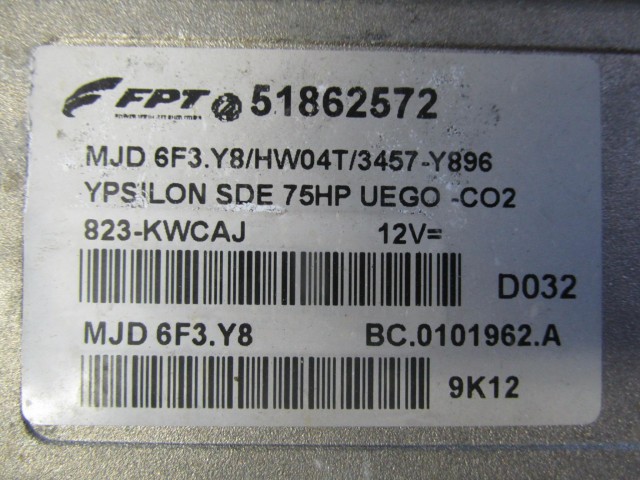 FPT 51862572
MJD 6F3.Y8/HW04T/3457-Y896
YPSILON SDE 75HP UEGO -CO2
823-KWCAJ 12V=
D032
MJD 6F3.Y8 BC.0101962.A
9K12